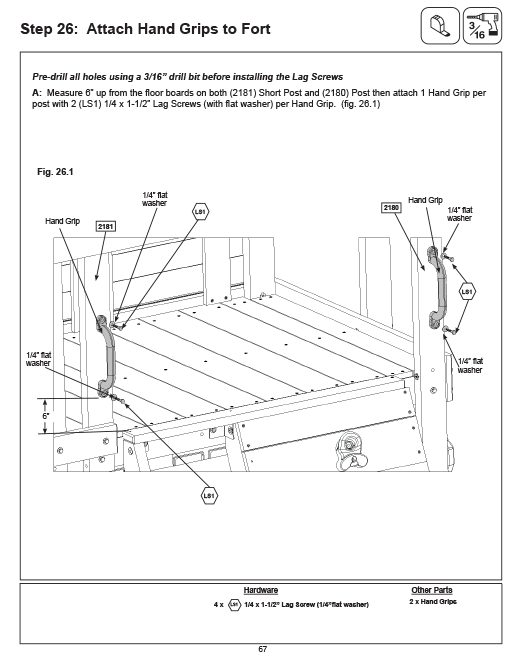 Step 26:  Attach Hand Grips to Fort
3/16
Pre-drill all holes using a 3/16” drill bit before installing the Lag Screws
A:  Measure 6” up from the floor boards on both (2181) Short Post and (2180) Post then attach 1 Hand Grip per
post with 2 (LS1) 1/4 x 1-1/2” Lag Screws (with flat washer) per Hand Grip.  (fig. 26.1)
Fig. 26.1
1/4” flat
washer
LS1
Hand Grip
2181
2180
Hand Grip
1/4” flat
washer
LS1
1/4” flat
washer
1/4” flat
washer
6”
LS1
Hardware
4 x LS1 1/4 x 1-1/2” Lag Screw (1/4”flat washer)
Other Parts
2 x Hand Grips
67